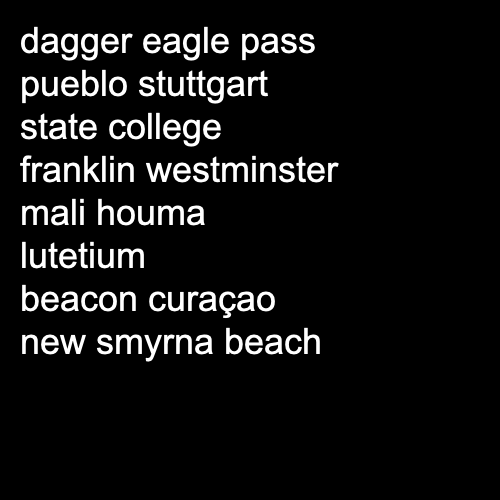 dagger eagle pass
pueblo stuttgart
state college
franklin westminster
mali houma
lutetium
beacon curaçao
new smyrna beach